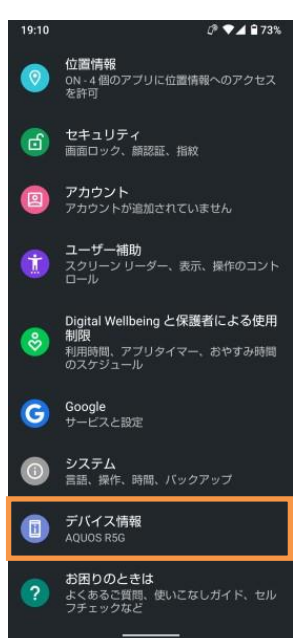 19:10 73%
位置情報
ON - 4 個のアプリに位置情報へのアクセス
を許可
セキュリティ
画面ロック、顔認証、指紋
アカウント
アカウントが追加されていません
ユーザー補助
スクリーン リーダー、表示、操作のコント
ロール
Digital Wellbeing と保護者による使用
制限
利用時間、アプリタイマー、おやすみ時間
のスケジュール
Google
サービスと設定
システム
言語、操作、時間、バックアップ
デバイス情報
AQUOS R5G
お困りのときは
よくあるご質問、使いこなしガイド、セル
フチェックなど